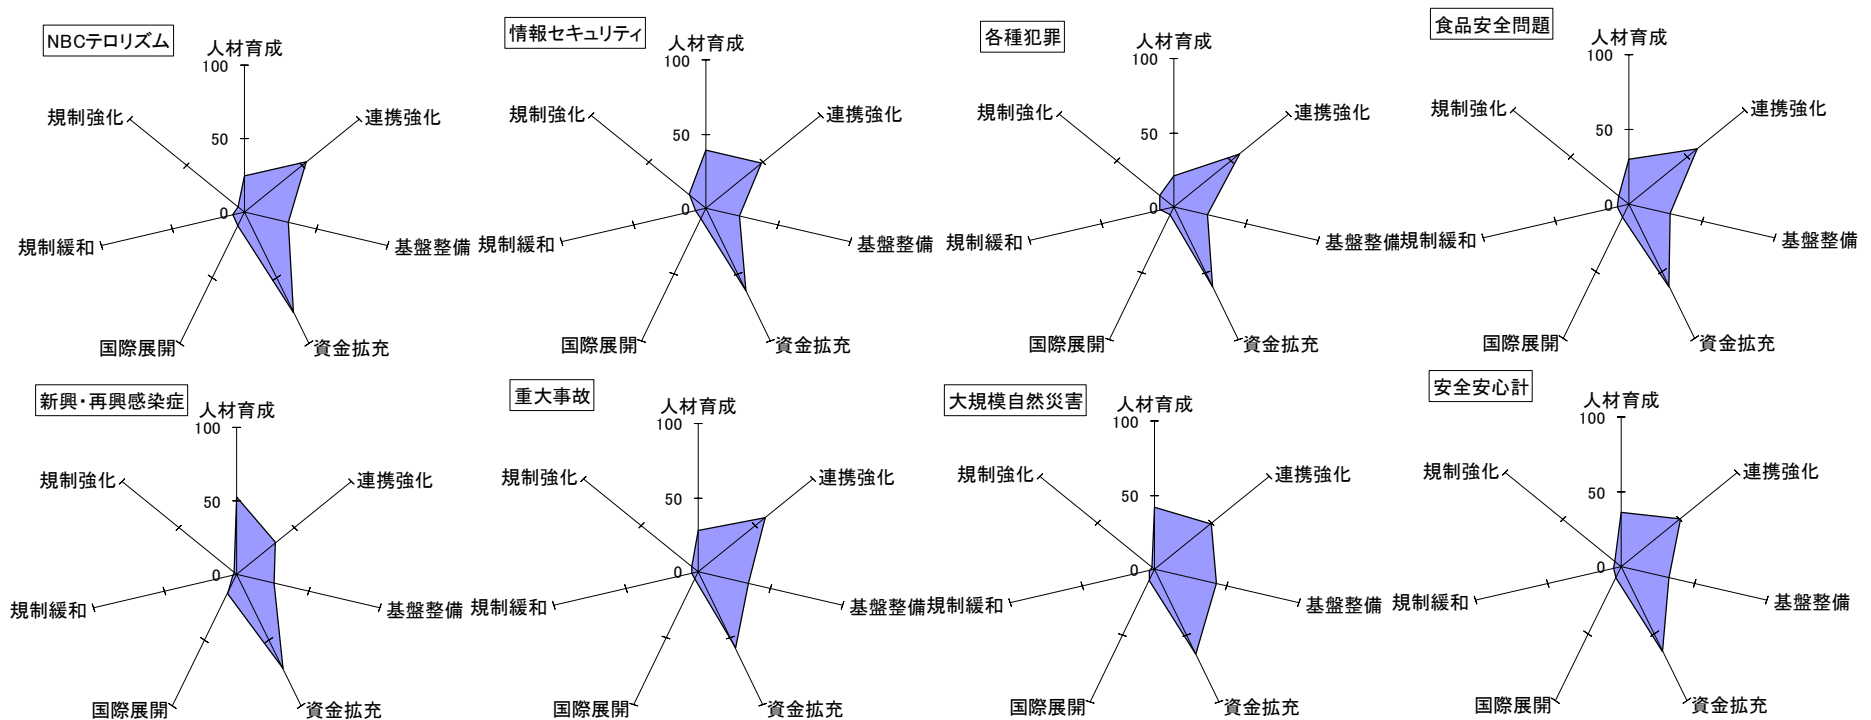 NBCテロリズム
人材育成
100
50
0
連携強化
基盤整備
資金拡充
国際展開
規制緩和
規制強化
情報セキュリティ
人材育成
100
50
0
連携強化
基盤整備
資金拡充
国際展開
規制緩和
規制強化
各種犯罪
人材育成
100
50
0
連携強化
基盤整備
資金拡充
国際展開
規制緩和
規制強化
食品安全問題
人材育成
100
50
0
連携強化
基盤整備
資金拡充
国際展開
規制緩和
規制強化
新興・再興感染症
人材育成
100
50
0
連携強化
基盤整備
資金拡充
国際展開
規制緩和
規制強化
重大事故
人材育成
100
50
0
連携強化
基盤整備
資金拡充
国際展開
規制緩和
規制強化
大規模自然災害
人材育成
100
50
0
連携強化
基盤整備
資金拡充
国際展開
規制緩和
規制強化
安全安心計
人材育成
100
50
0
連携強化
基盤整備
資金拡充
国際展開
規制緩和
規制強化